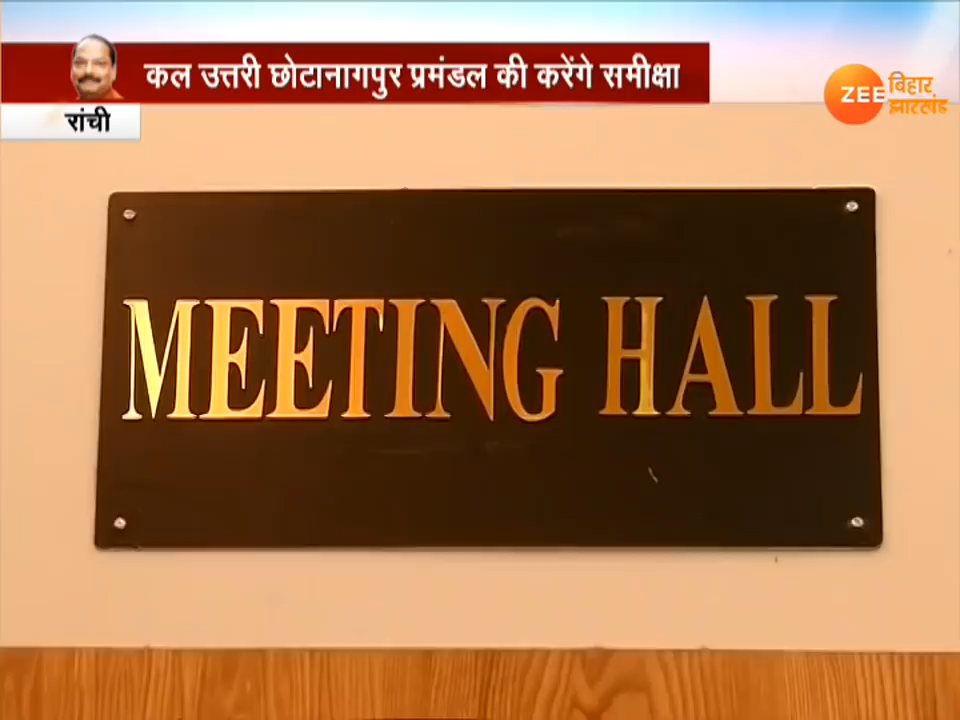 कल उत्तरी छोटानागपुर प्रमंडल की करेंगे समीक्षा
रांची
ZEE बिहार
झारखंड
MEETING HALL